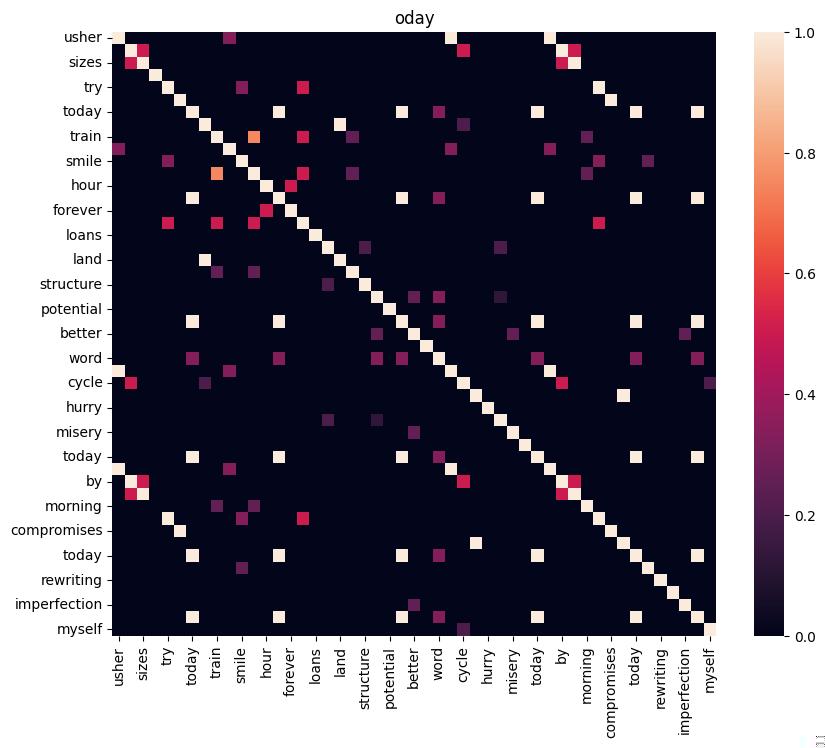 oday
usher
sizes
try
today
train
smile
hour
forever
loans
land
structure
potential
better
word
cycle
hurry
misery
today
by
morning
compromises
today
rewriting
imperfection
myself
usher
sizes
try
today
train
smile
hour
forever
loans
land
structure
potential
better
word
cycle
hurry
misery
today
by
morning
compromises
today
rewriting
imperfection
myself
1.0
0.8
0.6
0.4
0.2
0.0